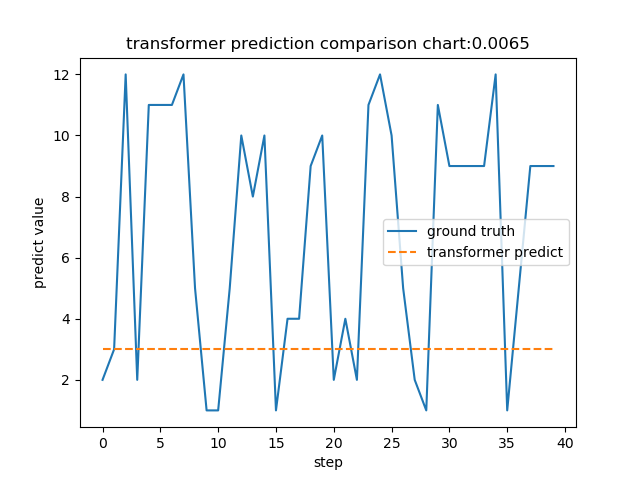 transformer prediction comparison chart:0.0065
predict value
12
10
8
6
4
2
ground truth
transformer predict
0 5 10 15 20 25 30 35 40
step